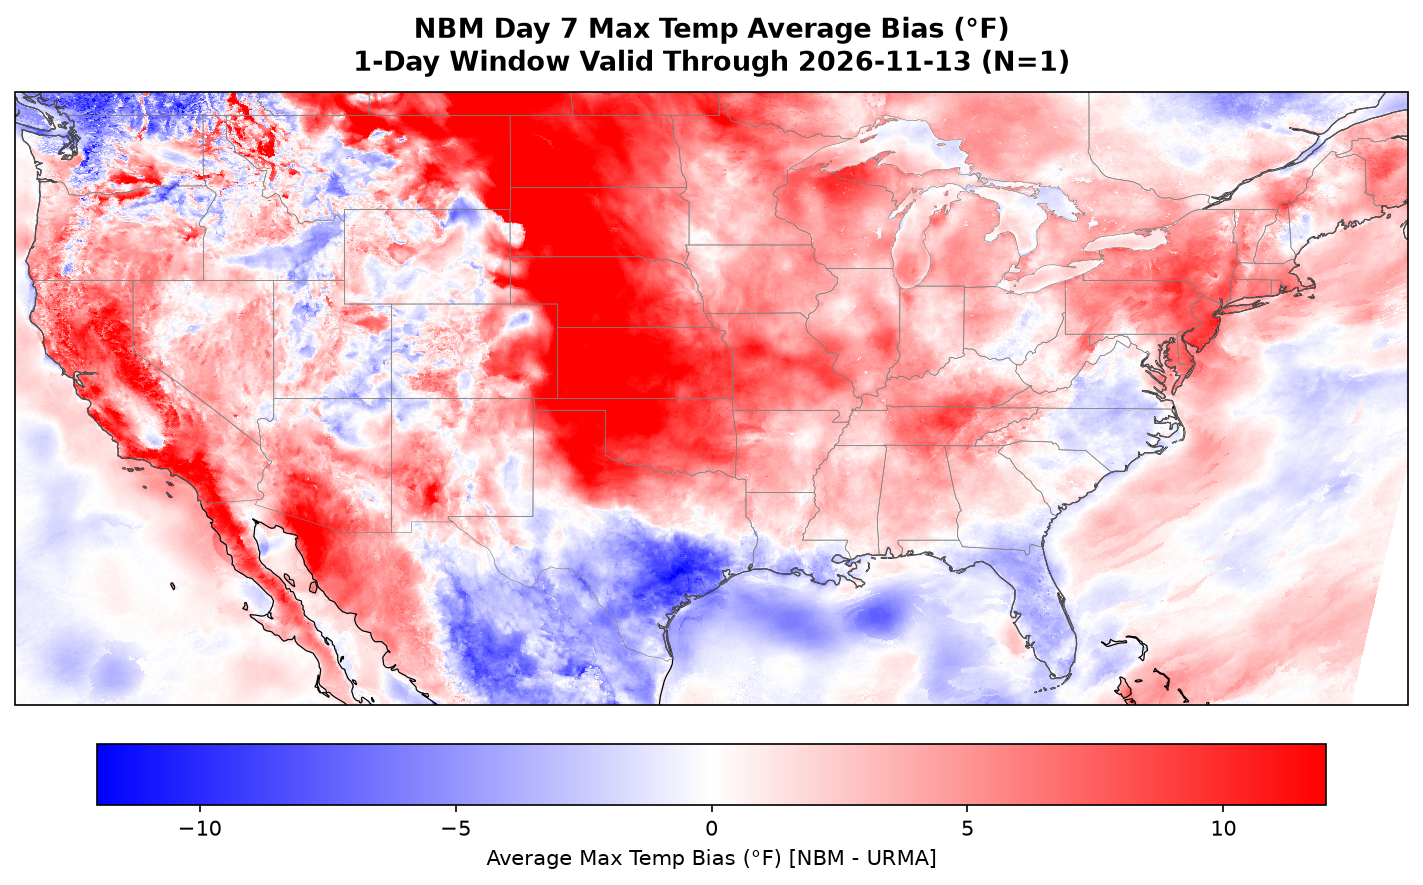 NBM Day 7 Max Temp Average Bias (°F)
1-Day Window Valid Through 2026-11-13 (N=1)
−10 −5 0 5 10
Average Max Temp Bias (°F) [NBM - URMA]